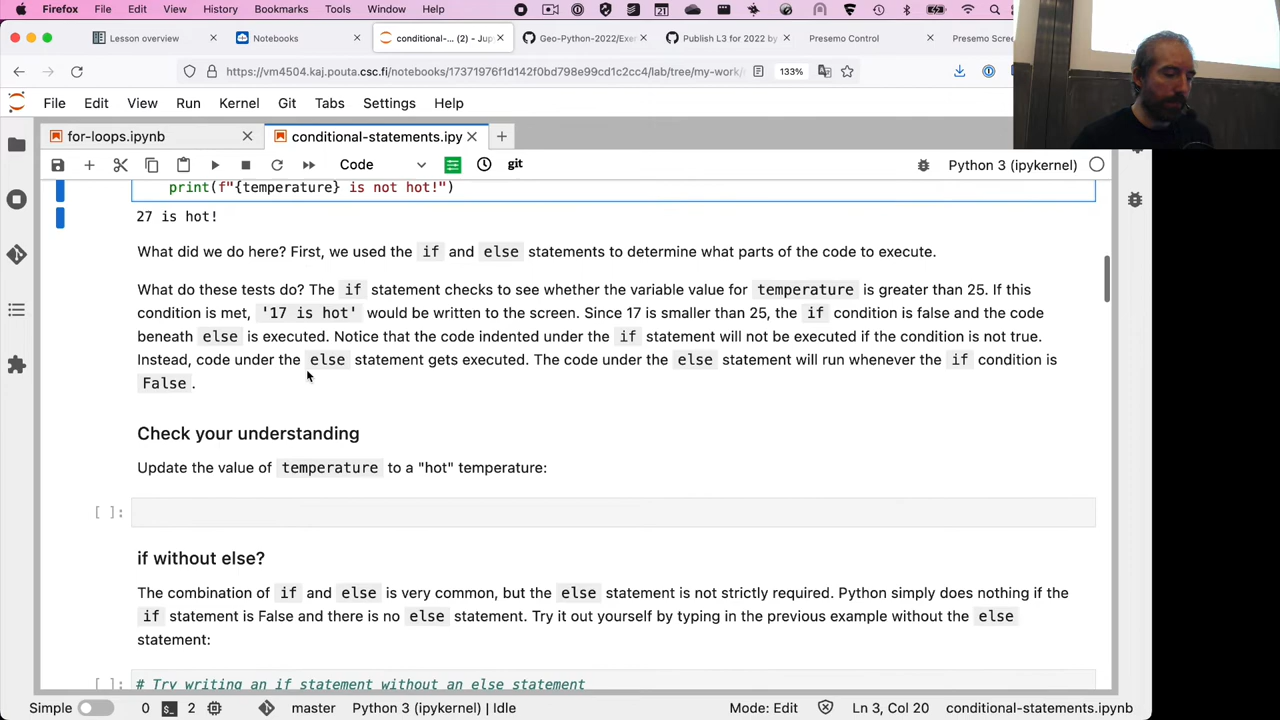 Firefox File Edit View History Bookmarks Tools Window Help
Lesson overview
Notebooks
conditional-... (2) - Jup
Geo-Python-2022/Exer
Publish L3 for 2022 by
Presemo Control
Presemo Scree
https://vm4504.kaj.pouta.csc.fi/notebooks/17371976f1d142f0bd798e99cd1c2cc4/lab/tree/my-work/
133%
File Edit View Run Kernel Git Tabs Settings Help
for-loops.ipynb
conditional-statements.ipy
Code
git
Python 3 (ipykernel)
print(f"{temperature} is not hot!")
27 is hot!
What did we do here? First, we used the if and else statements to determine what parts of the code to execute.
What do these tests do? The if statement checks to see whether the variable value for temperature is greater than 25. If this
condition is met, '17 is hot' would be written to the screen. Since 17 is smaller than 25, the if condition is false and the code
beneath else is executed. Notice that the code indented under the if statement will not be executed if the condition is not true.
Instead, code under the else statement gets executed. The code under the else statement will run whenever the if condition is
False .
Check your understanding
Update the value of temperature to a "hot" temperature:
[ ]:
if without else?
The combination of if and else is very common, but the else statement is not strictly required. Python simply does nothing if the
if statement is False and there is no else statement. Try it out yourself by typing in the previous example without the else
statement:
[ ]: # Try writing an if statement without an else statement
Simple 0 2 master Python 3 (ipykernel) | Idle Mode: Edit Ln 3, Col 20 conditional-statements.ipynb